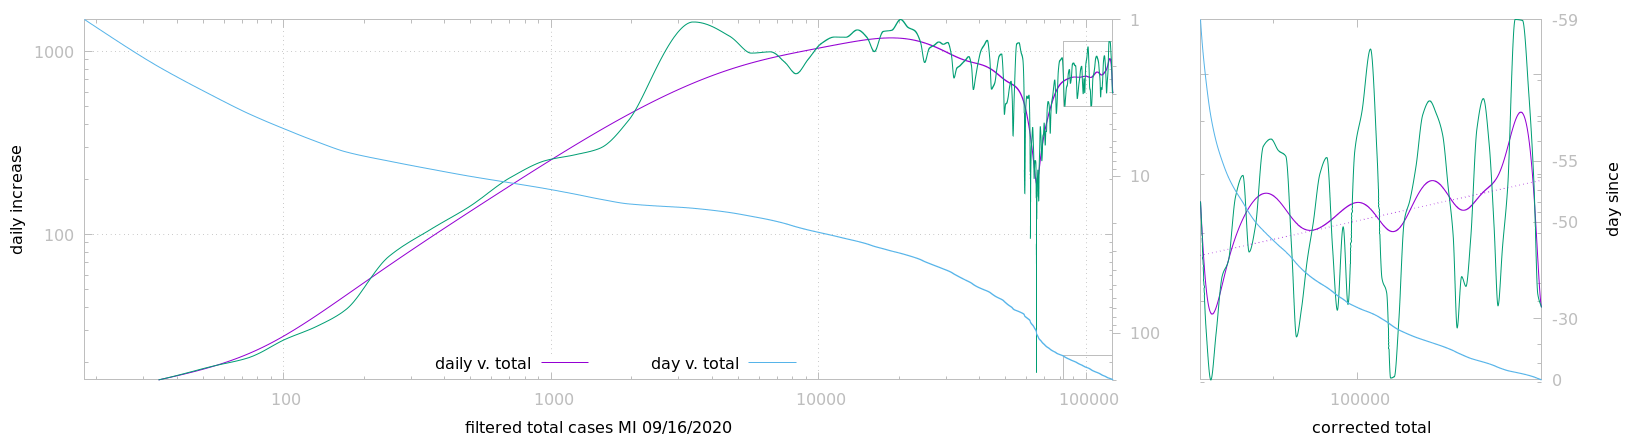 1000
100
daily increase
daily v. total
day v. total
100
1000
10000
100000
filtered total cases MI 09/16/2020
1
10
100
-59
-55
-50
-30
0
day since
100000
corrected total